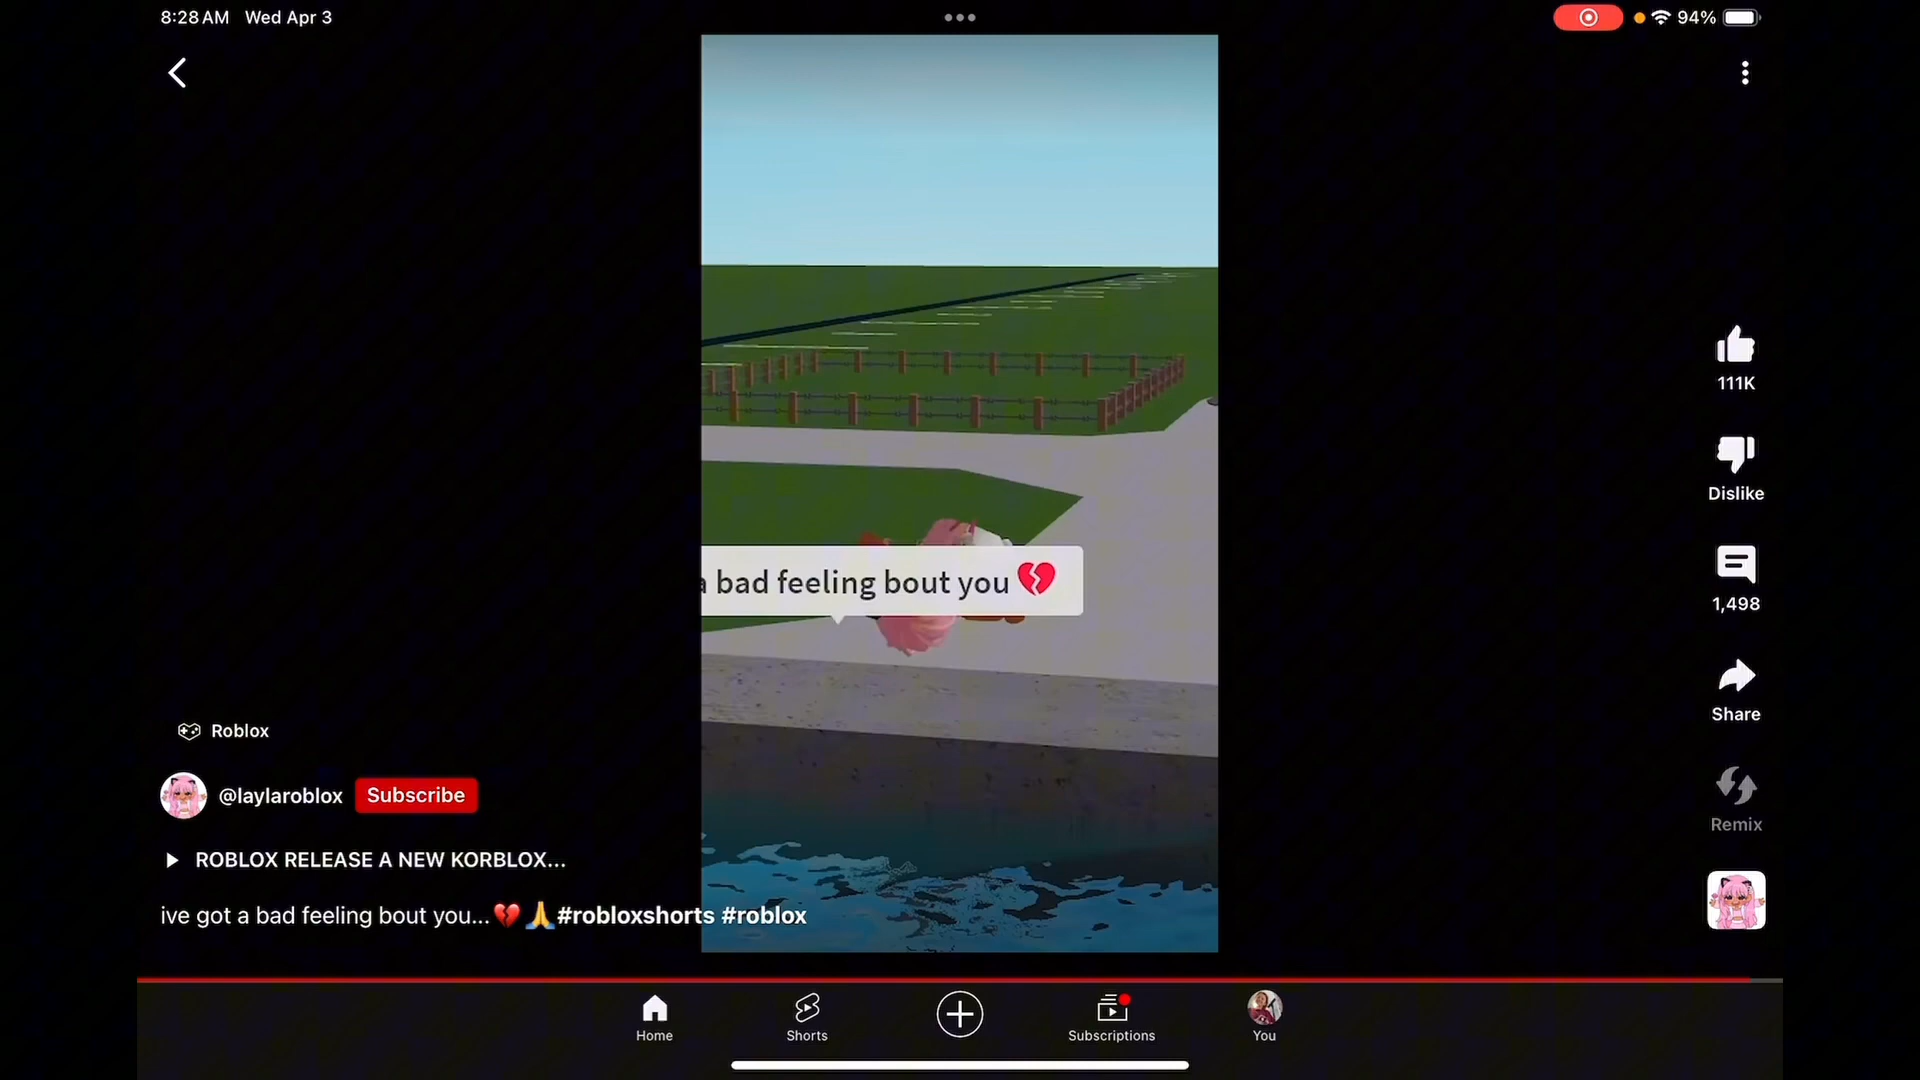 8:28 AM Wed Apr 3
94%
a bad feeling bout you 💔
111K
Dislike
1,498
Share
Remix
Roblox
@laylaroblox
Subscribe
ROBLOX RELEASE A NEW KORBLOX...
ive got a bad feeling bout you...💔🙏#robloxshorts #roblox
Home
Shorts
Subscriptions
You